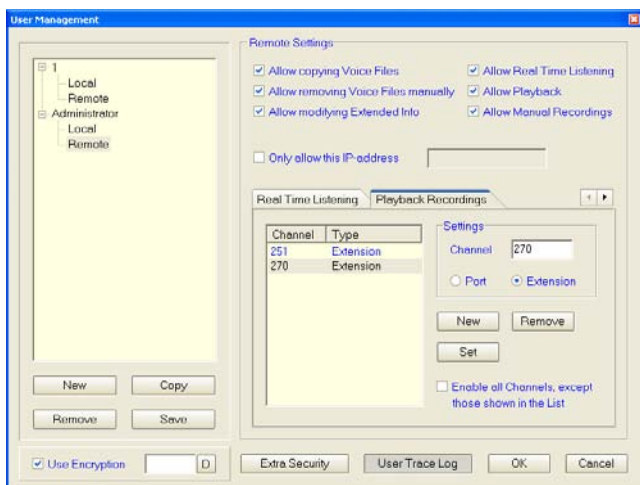 User Management
1
Local
Remote
Administrator
Local
Remote
New
Copy
Remove
Save
Use Encryption
D
Remote Settings
Allow copying Voice Files
Allow Real Time Listening
Allow removing Voice Files manually
Allow Playback
Allow modifying Extended Info
Allow Manual Recordings
Only allow this IP-address
Real Time Listening
Playback Recordings
Channel Type
251 Extension
270 Extension
Settings
Channel 270
Port
Extension
New
Remove
Set
Enable all Channels, except
those shown in the List
Extra Security
User Trace Log
OK
Cancel